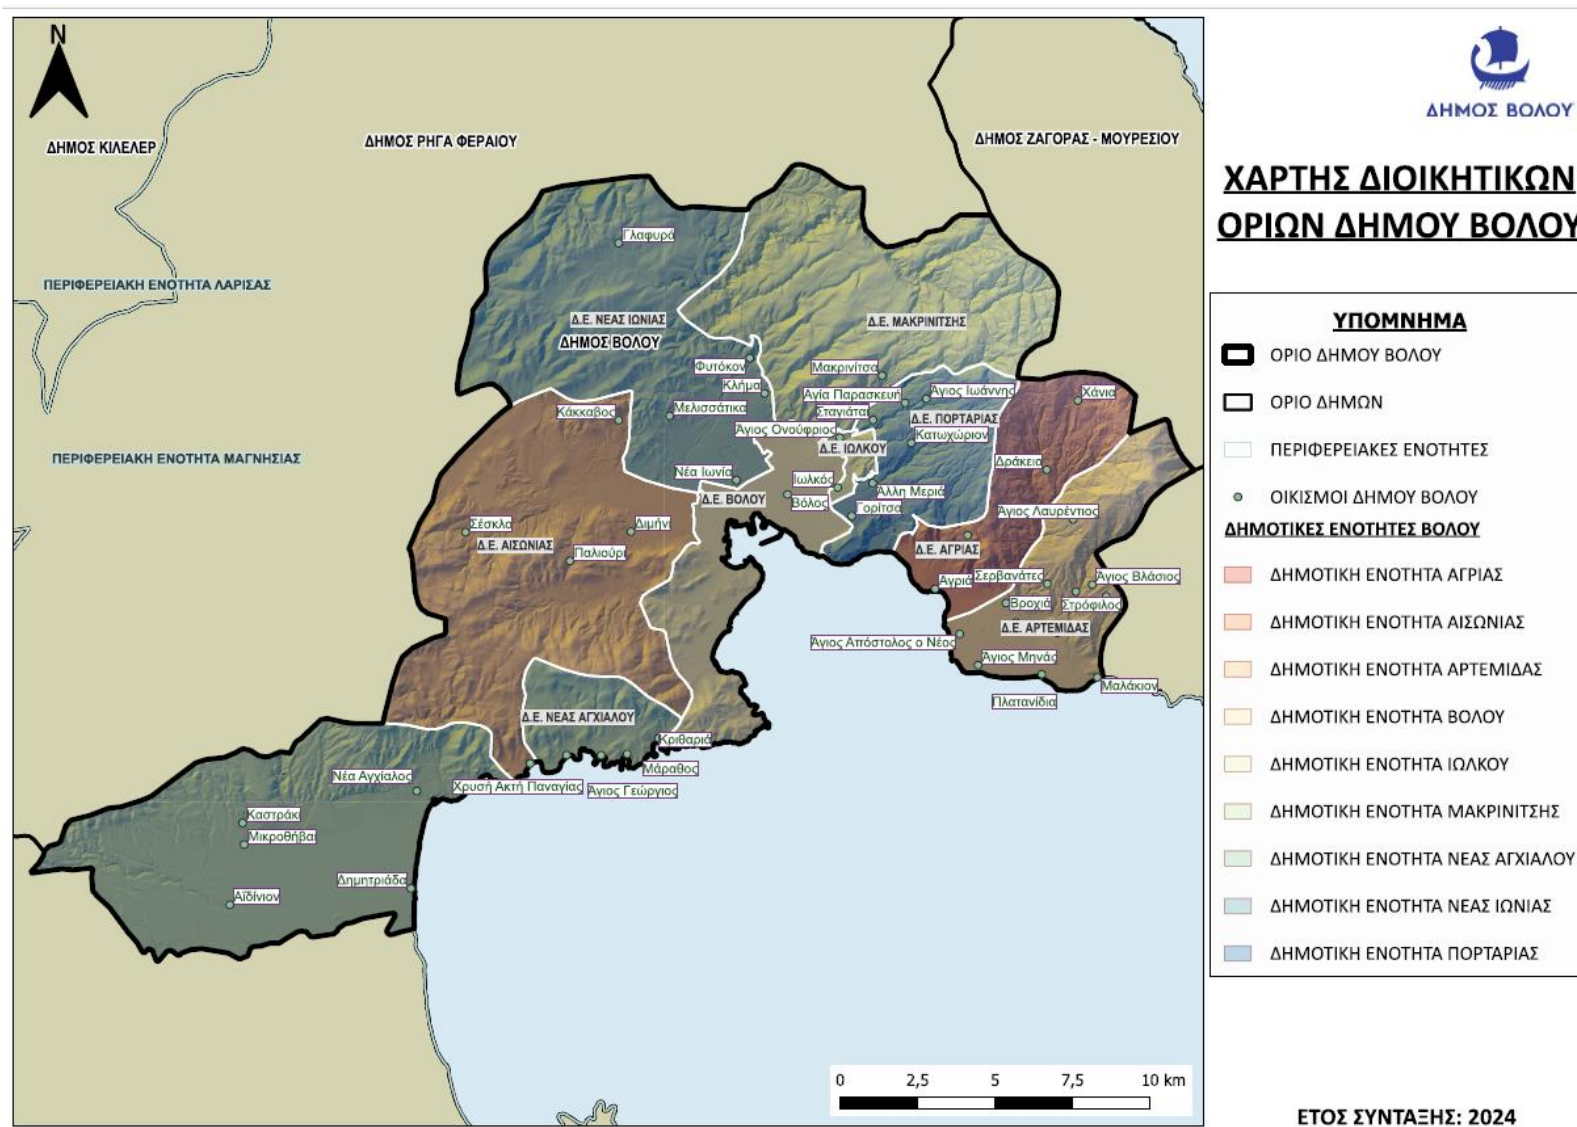 N
ΔΗΜΟΣ ΚΙΛΕΛΕΡ
ΔΗΜΟΣ ΡΗΓΑ ΦΕΡΑΙΟΥ
ΔΗΜΟΣ ΖΑΓΟΡΑΣ - ΜΟΥΡΕΣΙΟΥ
ΠΕΡΙΦΕΡΕΙΑΚΗ ΕΝΟΤΗΤΑ ΛΑΡΙΣΑΣ
ΠΕΡΙΦΕΡΕΙΑΚΗ ΕΝΟΤΗΤΑ ΜΑΓΝΗΣΙΑΣ
Γλαφυρά
Δ.Ε. ΝΕΑΣ ΙΩΝΙΑΣ
ΔΗΜΟΣ ΒΟΛΟΥ
Δ.Ε. ΜΑΚΡΙΝΙΤΣΗΣ
Φυτόκον
Μακρινίτσα
Κλήμα
Αγία Παρασκευή
Άγιος Ιωάννης
Χάνια
Κάκκαβος
Μελισσάτικα
Σταγιάται
Δ.Ε. ΠΟΡΤΑΡΙΑΣ
Άγιος Ονούφριος
Κατωχώριον
Δ.Ε. ΙΩΛΚΟΥ
Δράκεια
Νέα Ιωνία
Ιωλκός
Άλλη Μεριά
Δ.Ε. ΒΟΛΟΥ
Βόλος
Γορίτσα
Άγιος Λαυρέντιος
Σέσκλο
Διμήνι
Δ.Ε. ΑΙΣΩΝΙΑΣ
Παλιούρι
Δ.Ε. ΑΓΡΙΑΣ
Αγριά
Σερβανάτες
Άγιος Βλάσιος
Βροχιά
Στρόφιλος
Δ.Ε. ΑΡΤΕΜΙΔΑΣ
Άγιος Απόστολος ο Νέος
Άγιος Μηνάς
Πλατανίδια
Μαλάκιον
Δ.Ε. ΝΕΑΣ ΑΓΧΙΑΛΟΥ
Κριθαριά
Μάραθος
Νέα Αγχίαλος
Χρυσή Ακτή Παναγίας
Άγιος Γεώργιος
Καστράκι
Μικροθήβαι
Δημητριάδα
Αϊδίνιον
0 2,5 5 7,5 10 km
ΔΗΜΟΣ ΒΟΛΟΥ
ΧΑΡΤΗΣ ΔΙΟΙΚΗΤΙΚΩΝ
ΟΡΙΩΝ ΔΗΜΟΥ ΒΟΛΟΥ
ΥΠΟΜΝΗΜΑ
ΟΡΙΟ ΔΗΜΟΥ ΒΟΛΟΥ
ΟΡΙΟ ΔΗΜΩΝ
ΠΕΡΙΦΕΡΕΙΑΚΕΣ ΕΝΟΤΗΤΕΣ
ΟΙΚΙΣΜΟΙ ΔΗΜΟΥ ΒΟΛΟΥ
ΔΗΜΟΤΙΚΕΣ ΕΝΟΤΗΤΕΣ ΒΟΛΟΥ
ΔΗΜΟΤΙΚΗ ΕΝΟΤΗΤΑ ΑΓΡΙΑΣ
ΔΗΜΟΤΙΚΗ ΕΝΟΤΗΤΑ ΑΙΣΩΝΙΑΣ
ΔΗΜΟΤΙΚΗ ΕΝΟΤΗΤΑ ΑΡΤΕΜΙΔΑΣ
ΔΗΜΟΤΙΚΗ ΕΝΟΤΗΤΑ ΒΟΛΟΥ
ΔΗΜΟΤΙΚΗ ΕΝΟΤΗΤΑ ΙΩΛΚΟΥ
ΔΗΜΟΤΙΚΗ ΕΝΟΤΗΤΑ ΜΑΚΡΙΝΙΤΣΗΣ
ΔΗΜΟΤΙΚΗ ΕΝΟΤΗΤΑ ΝΕΑΣ ΑΓΧΙΑΛΟΥ
ΔΗΜΟΤΙΚΗ ΕΝΟΤΗΤΑ ΝΕΑΣ ΙΩΝΙΑΣ
ΔΗΜΟΤΙΚΗ ΕΝΟΤΗΤΑ ΠΟΡΤΑΡΙΑΣ
ΕΤΟΣ ΣΥΝΤΑΞΗΣ: 2024